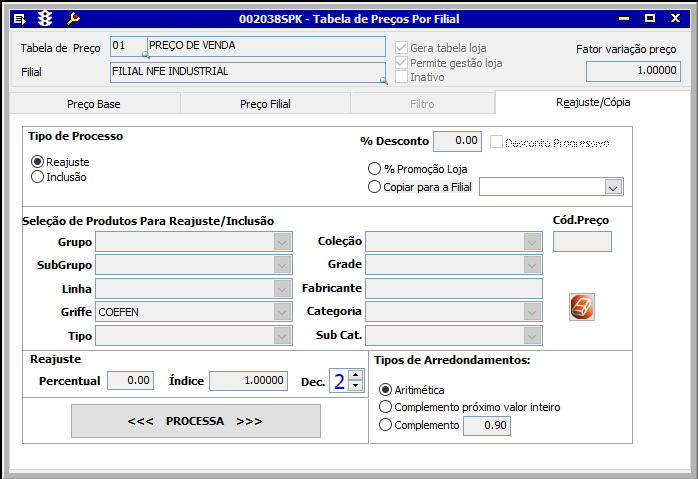 002038SPK - Tabela de Preços Por Filial
Tabela de Preço 01 PREÇO DE VENDA
Gera tabela loja
Fator variação preço
Filial FILIAL NFE INDUSTRIAL
Permite gestão loja
1.00000
Inativo
Preço Base Preço Filial Filtro Reajuste/Cópia
Tipo de Processo
% Desconto 0.00 Desconto Progressivo
Reajuste
% Promoção Loja
Inclusão
Copiar para a Filial
Seleção de Produtos Para Reajuste/Inclusão Cód.Preço
Grupo Coleção
SubGrupo Grade
Linha Fabricante
Griffe COEFEN Categoria
Tipo Sub Cat.
Reajuste
Percentual 0.00 Índice 1.00000 Dec. 2
<<< PROCESSA >>>
Tipos de Arredondamentos:
Aritimética
Complemento próximo valor inteiro
Complemento 0.90